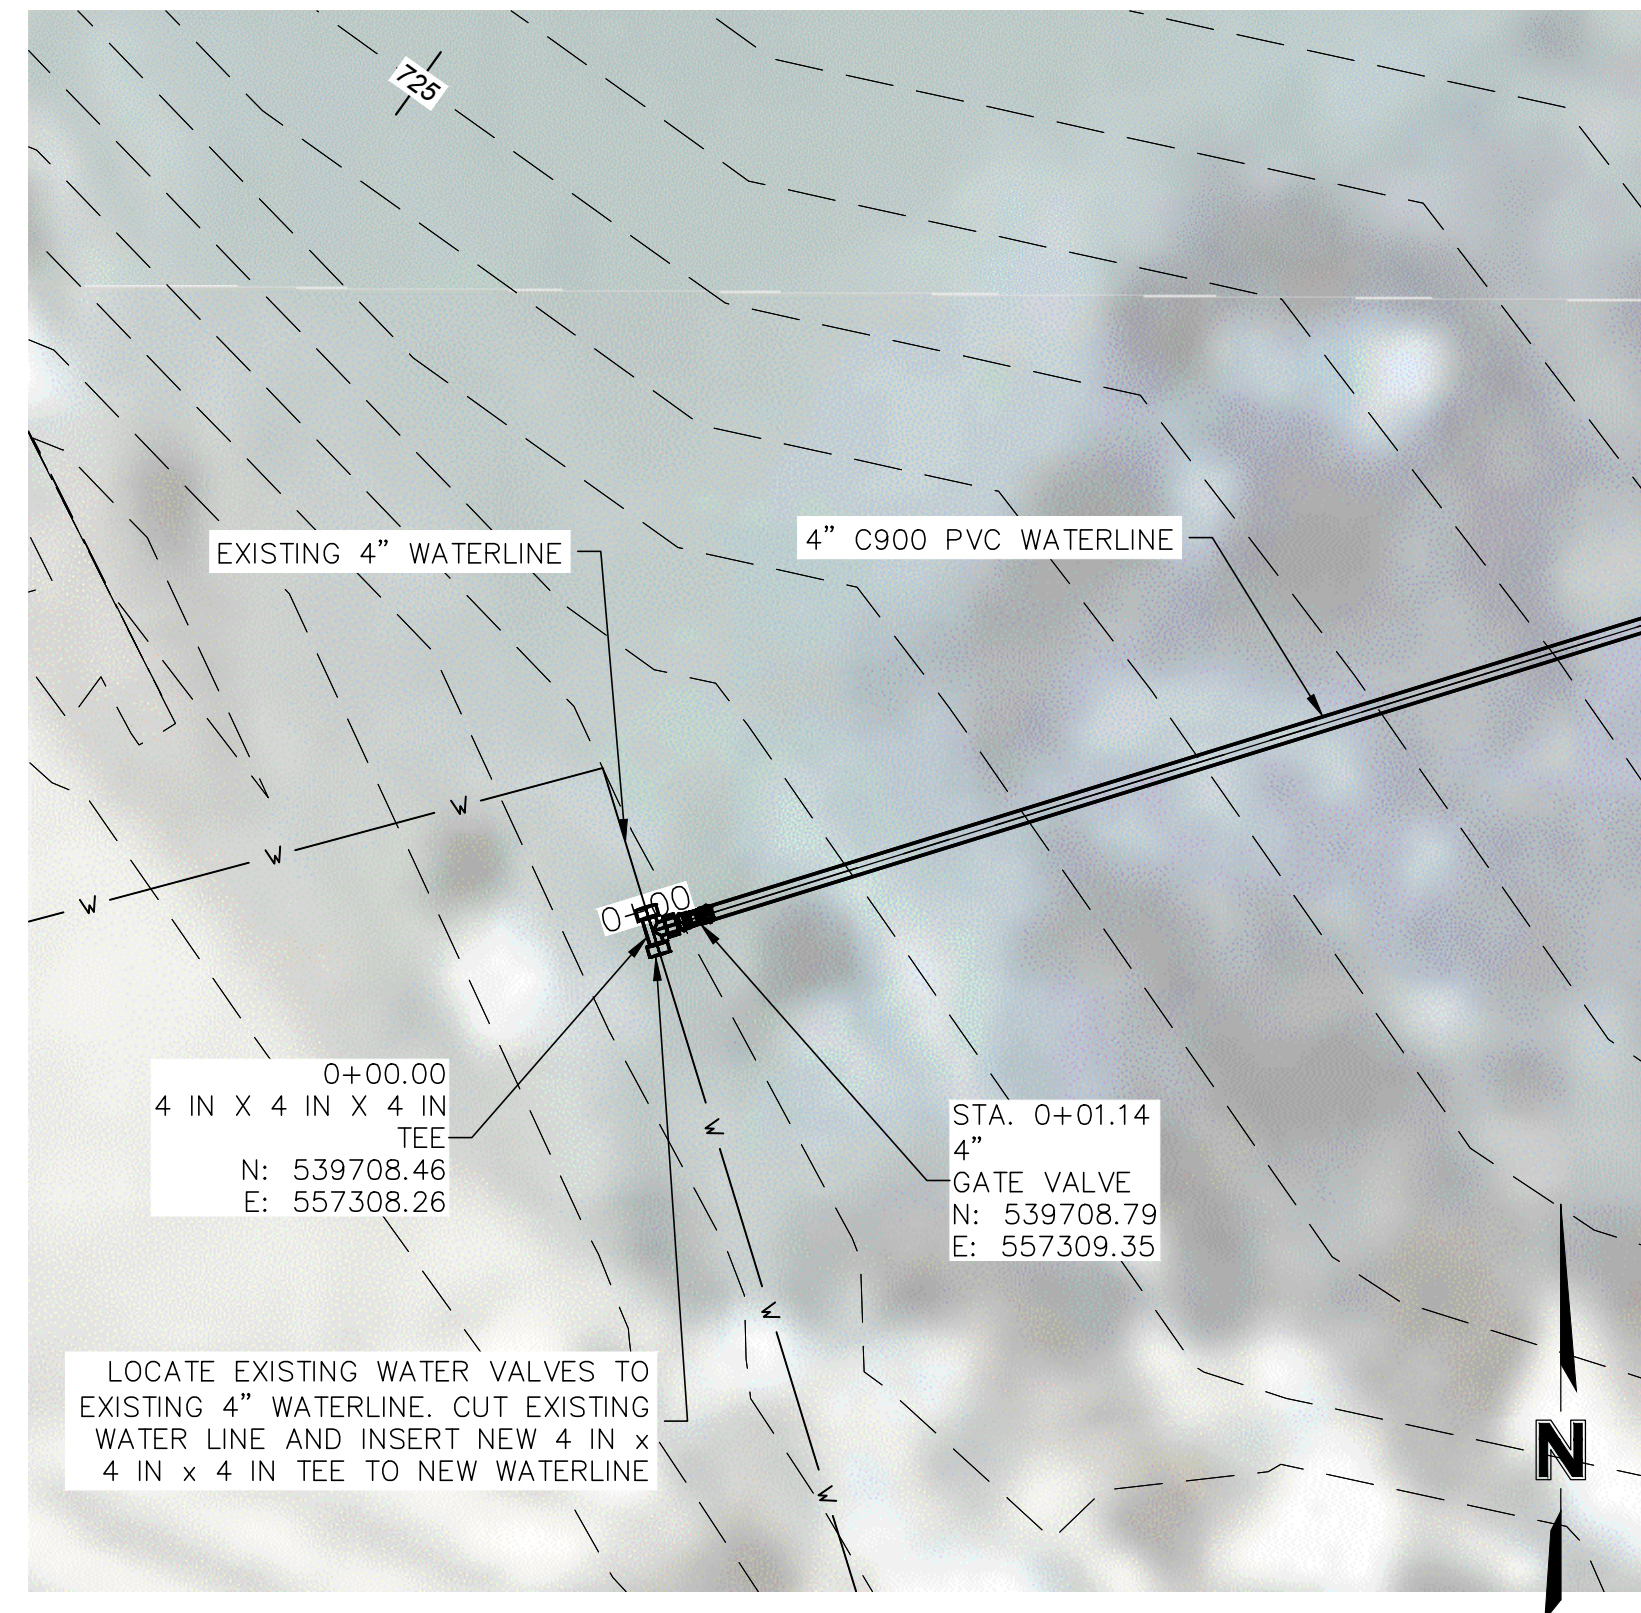 725
EXISTING 4” WATERLINE
4” C900 PVC WATERLINE
W
W
W
0+00
0+00.00
4 IN X 4 IN X 4 IN
TEE
N: 539708.46
E: 557308.26
STA. 0+01.14
4”
GATE VALVE
N: 539708.79
E: 557309.35
W
W
W
LOCATE EXISTING WATER VALVES TO
EXISTING 4” WATERLINE. CUT EXISTING
WATER LINE AND INSERT NEW 4 IN x
4 IN x 4 IN TEE TO NEW WATERLINE
N